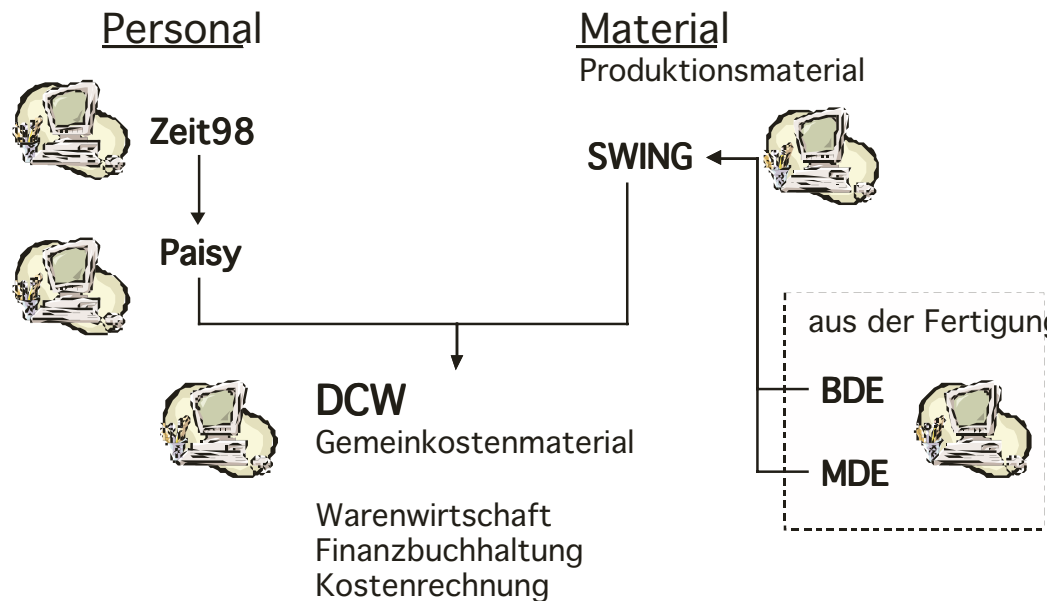 Personal
Zeit98
Paisy
Material
Produktionsmaterial
SWING
aus der Fertigung
BDE
MDE
DCW
Gemeinkostenmaterial
Warenwirtschaft
Finanzbuchhaltung
Kostenrechnung